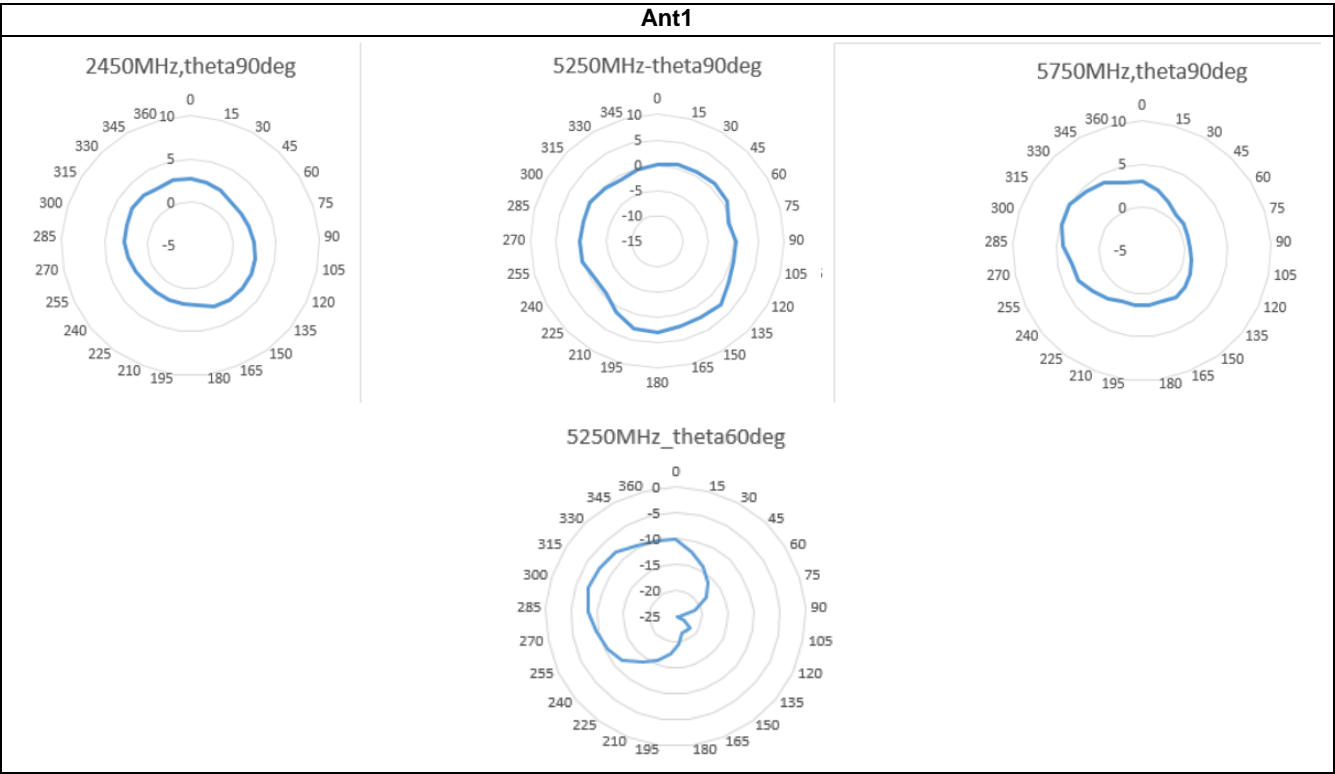 Ant1
2450MHz,theta90deg
0
360 10 15
345 30
330 5 45
315 60
300 0 75
285 -5 90
270 105
255 120
240 135
225 150
210 195 180 165
5250MHz-theta90deg
0
345 10 15
330 5 30
315 0 45
300 -5 60
285 -10 75
270 -15 90
255 105
240 120
225 135
210 150
195 165
180
5750MHz,theta90deg
0
360 10 15
345 30
330 5 45
315 60
300 0 75
285 -5 90
270 105
255 120
240 135
225 150
210 195 180 165
5250MHz_theta60deg
0
360 0 15
345 -5 30
330 45
315 -10 60
300 -15 75
285 -20 90
270 -25 105
255 120
240 135
225 150
210 195 180 165